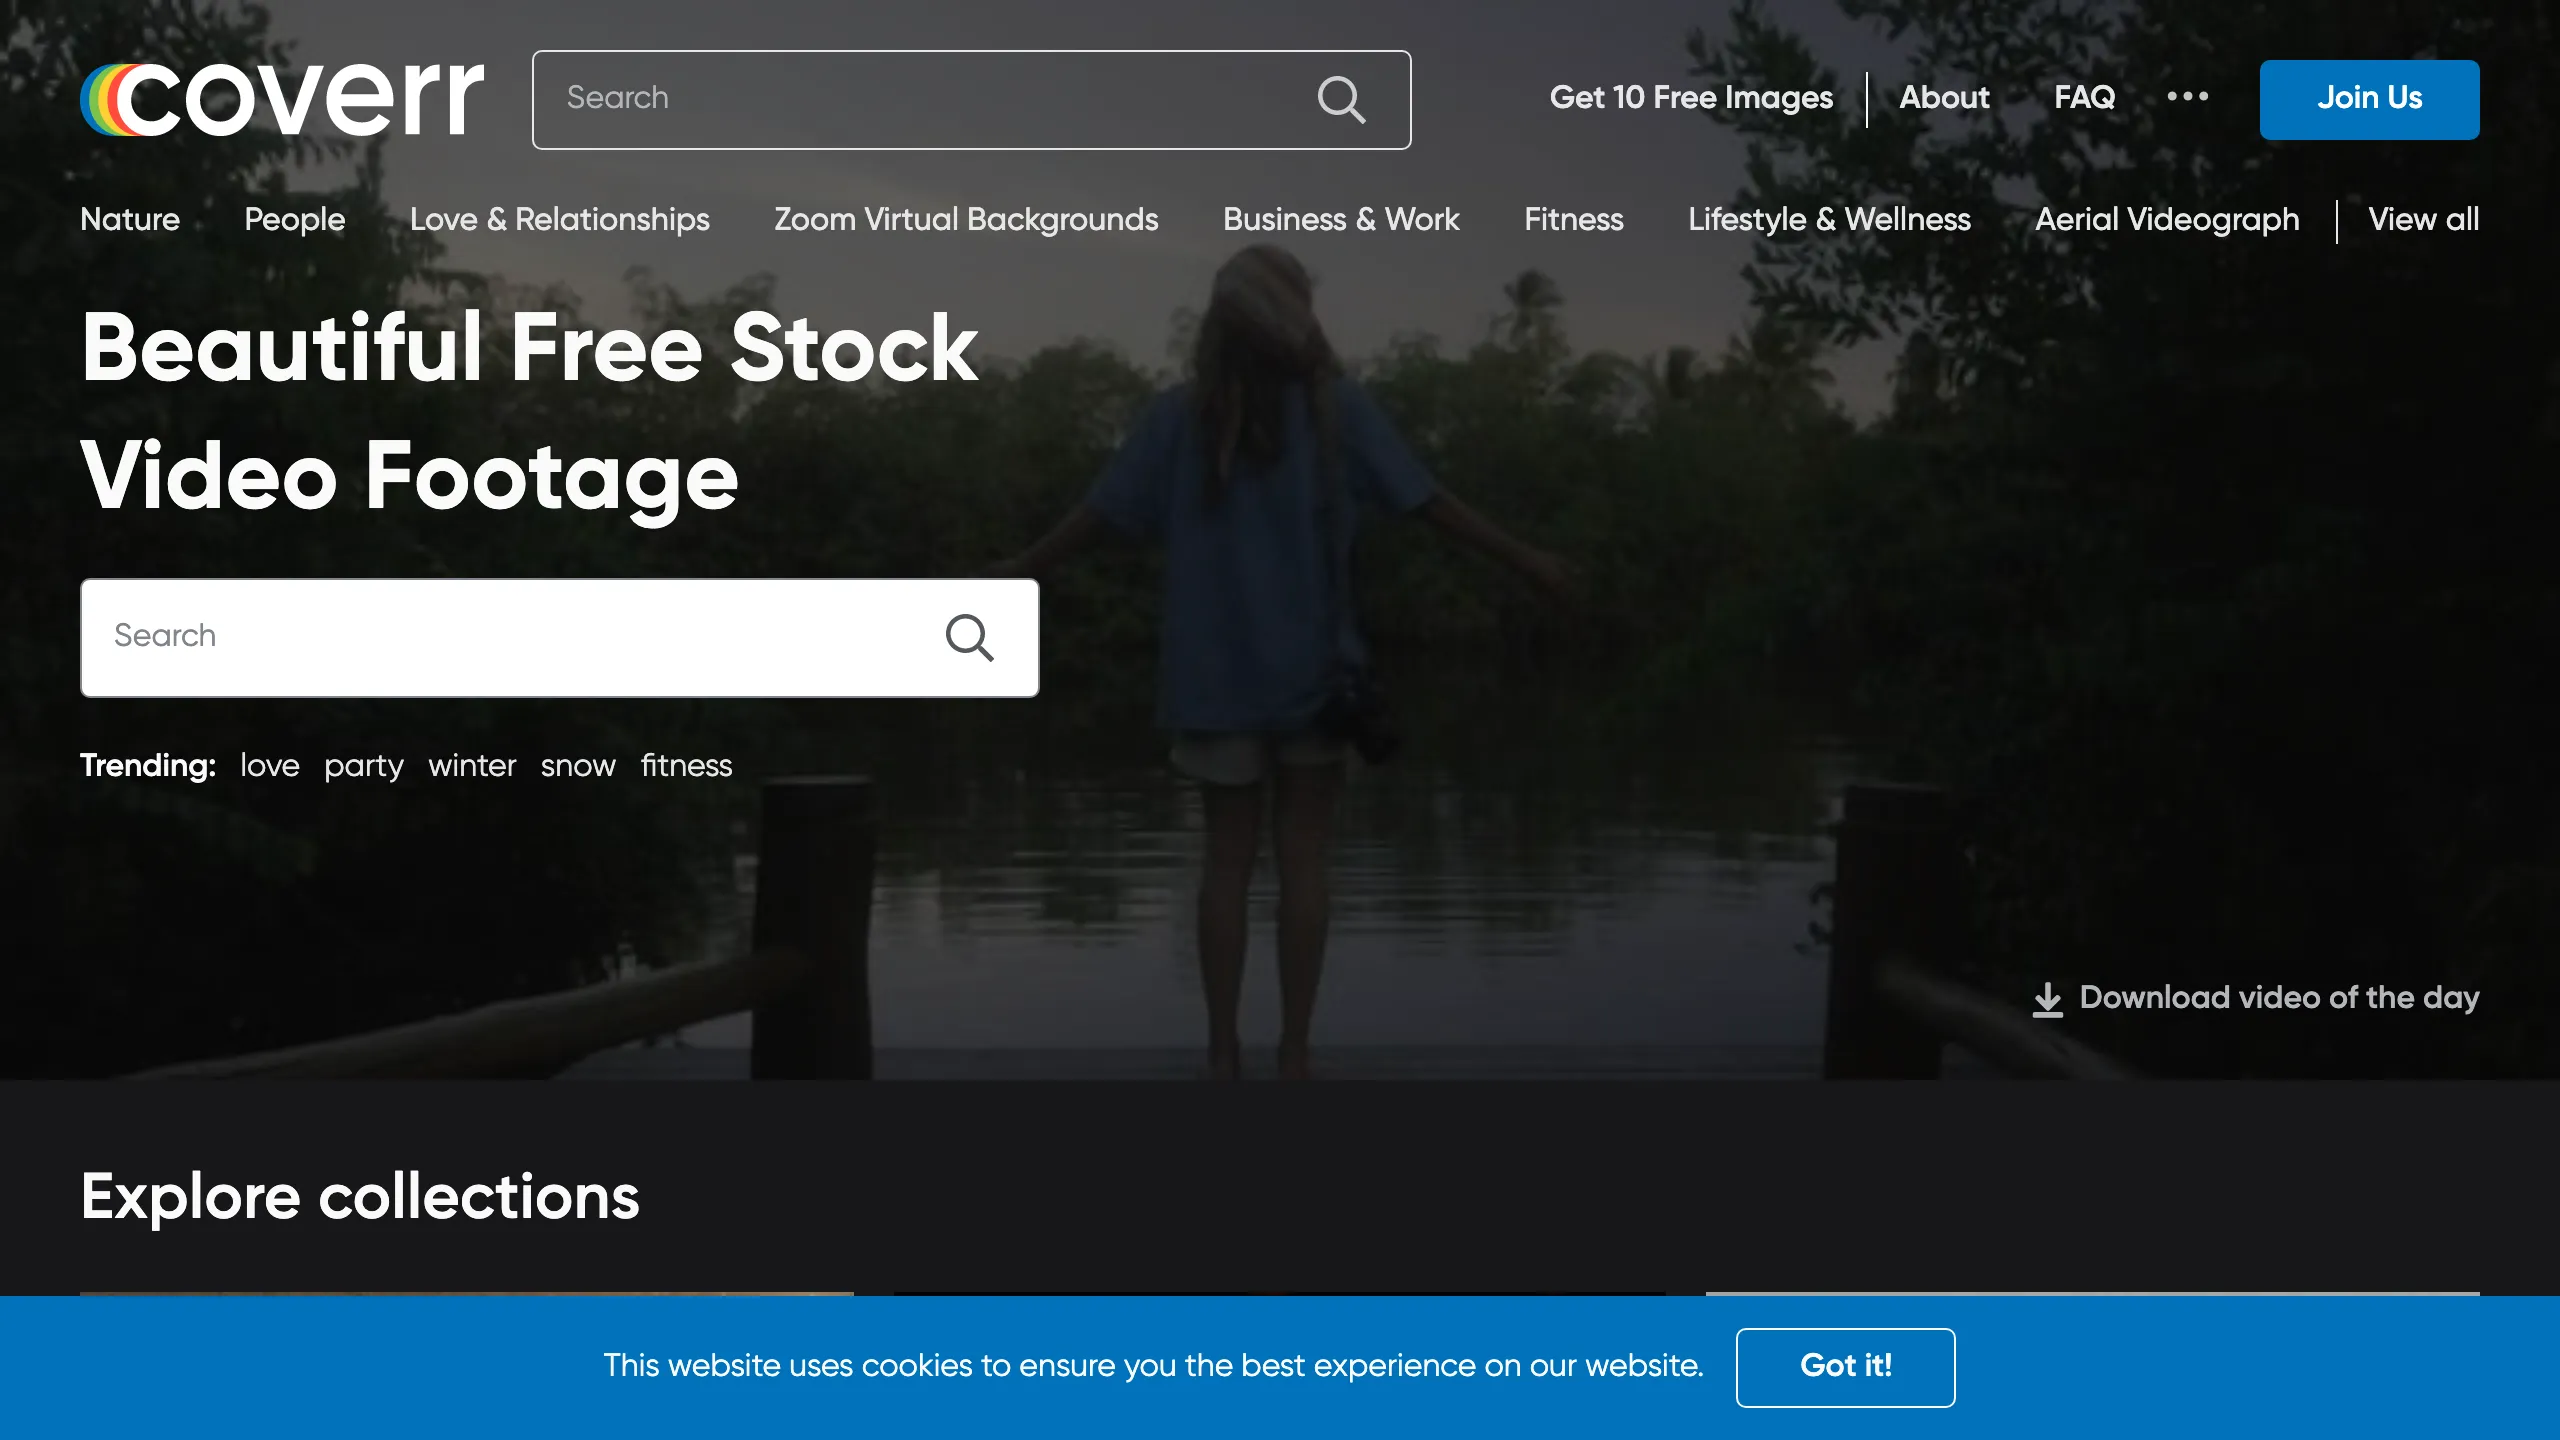 coverr
Search
Get 10 Free Images
About
FAQ
Join Us
Nature
People
Love & Relationships
Zoom Virtual Backgrounds
Business & Work
Fitness
Lifestyle & Wellness
Aerial Videograph
View all
Beautiful Free Stock
Video Footage
Search
Trending: love party winter snow fitness
Download video of the day
Explore collections
This website uses cookies to ensure you the best experience on our website.
Got it!